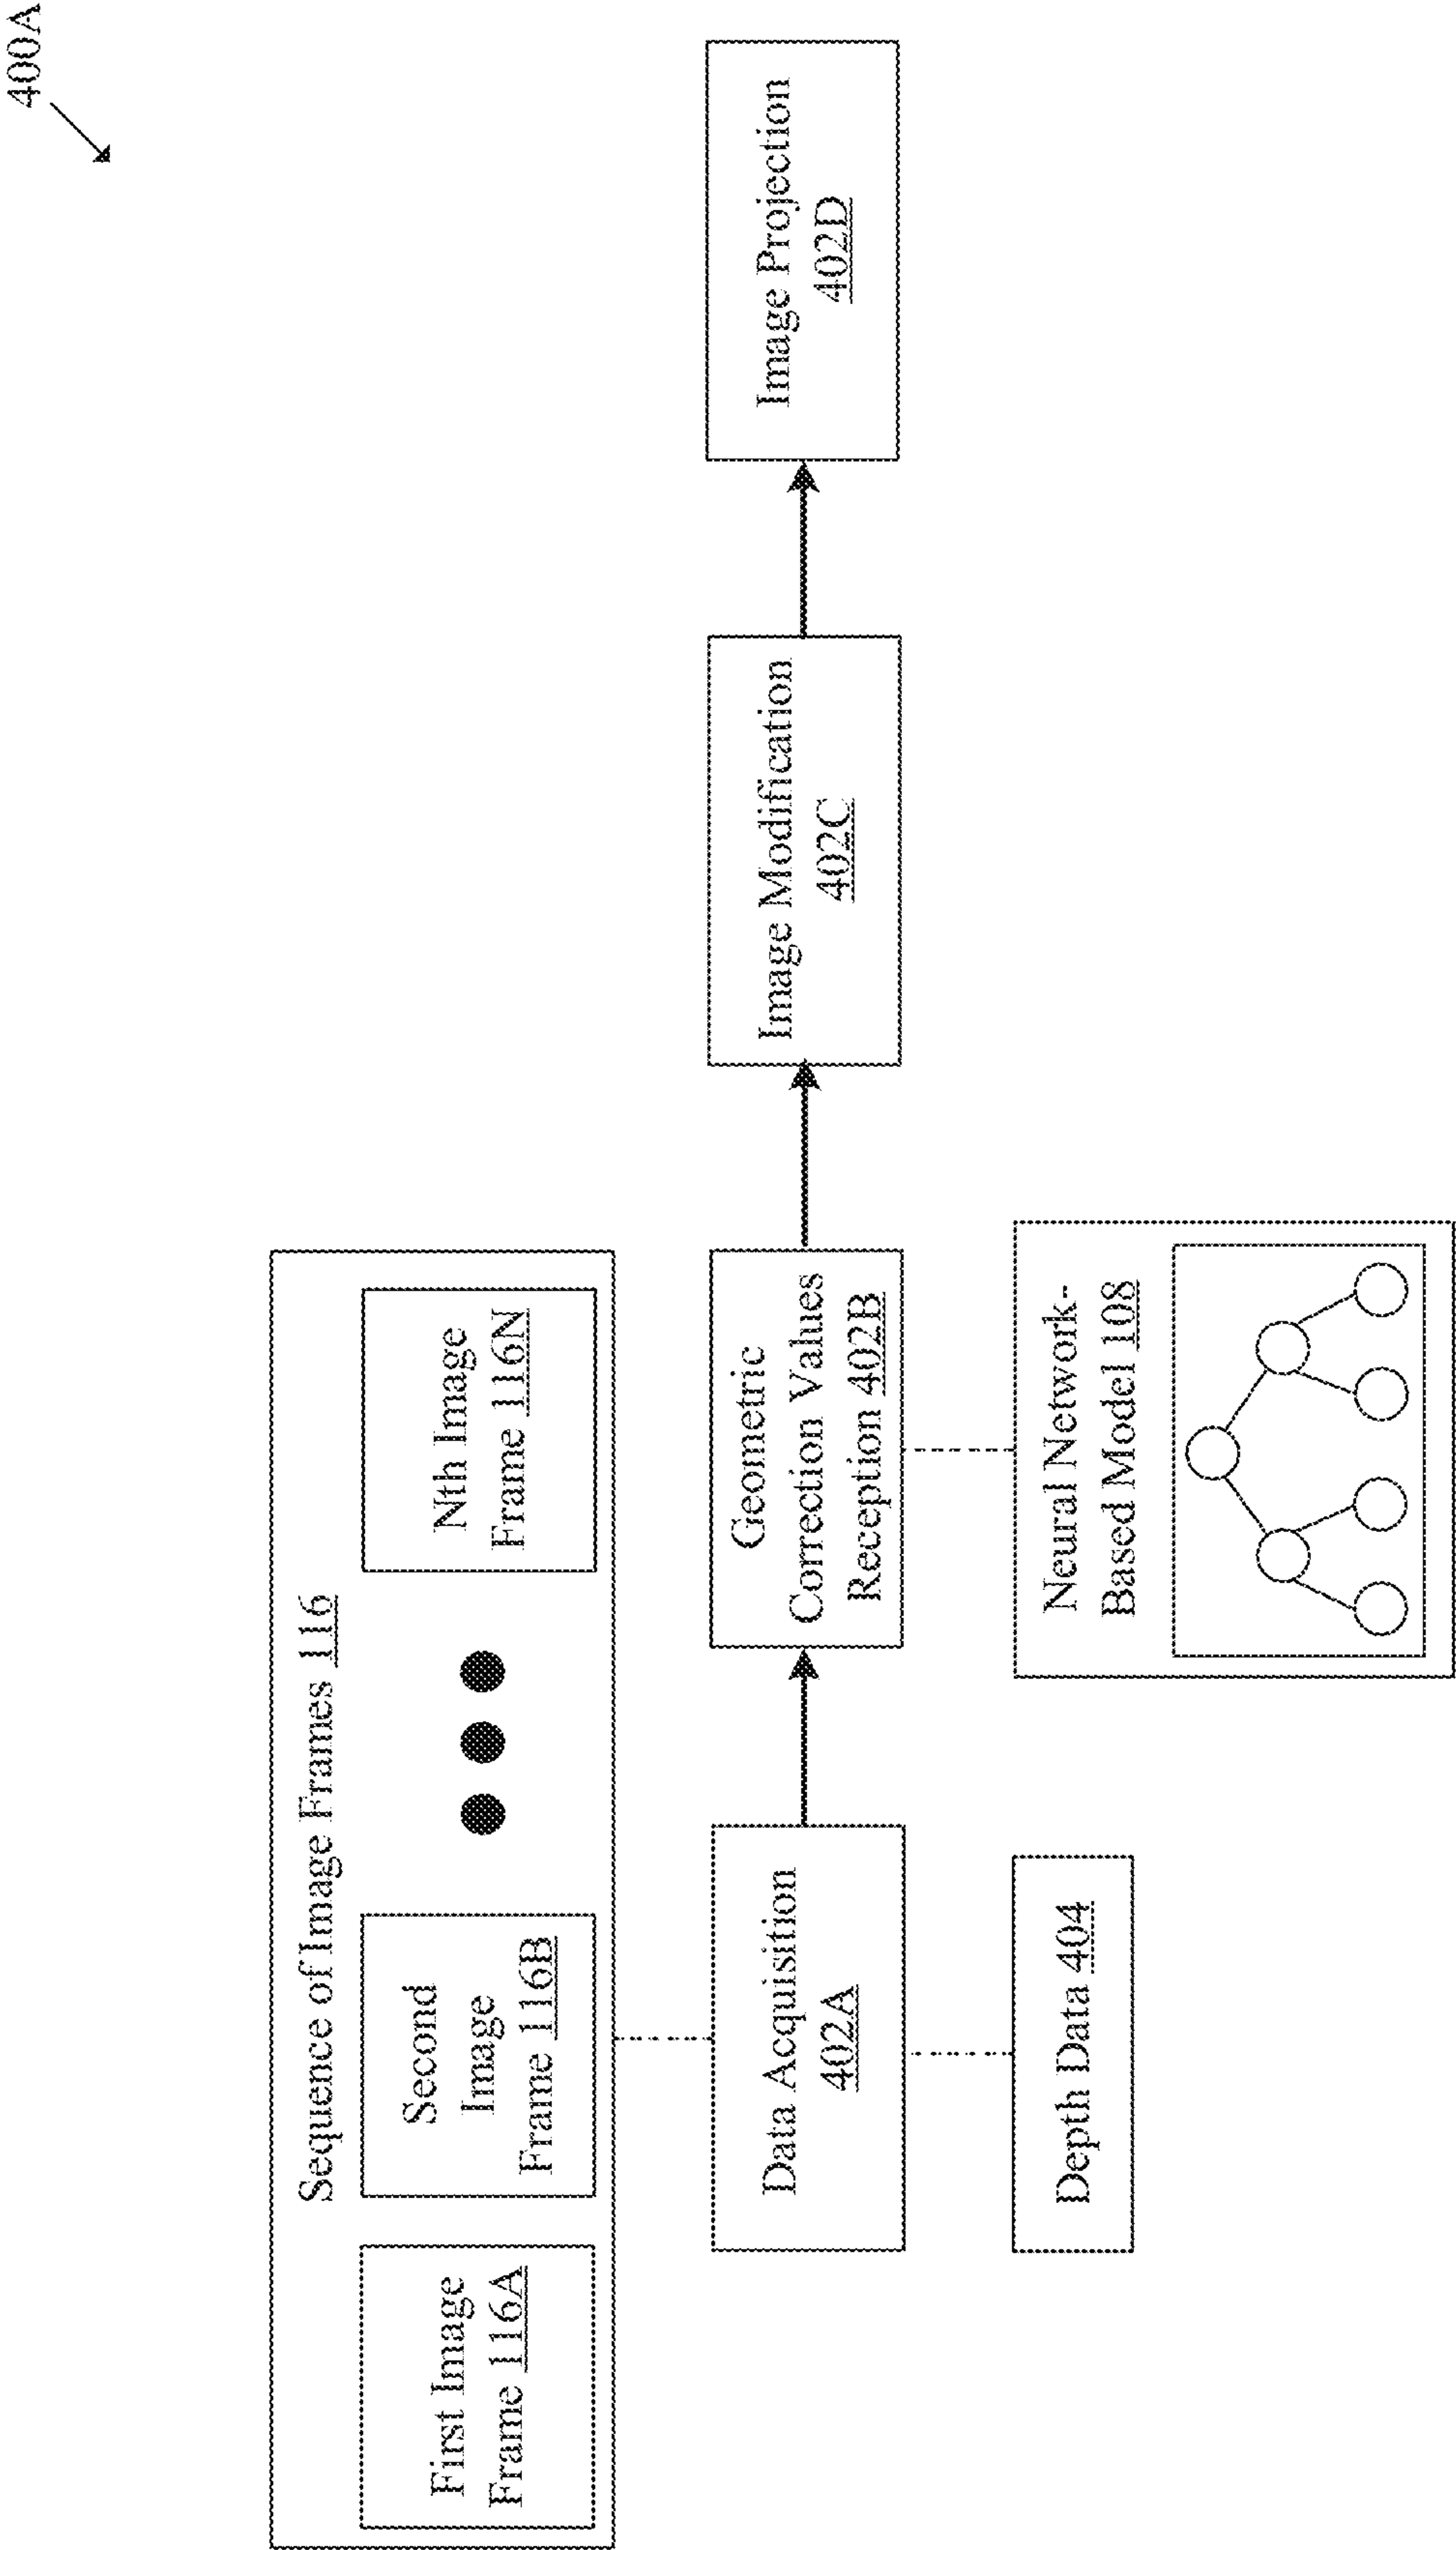 400A
Sequence of Image Frames 116
First Image
Frame 116A
Second
Image
Frame 116B
Nth Image
Frame 116N
Data Acquisition
402A
Geometric
Correction Values
Reception 402B
Image Modification
402C
Image Projection
402D
Depth Data 404
Neural Network-
Based Model 108